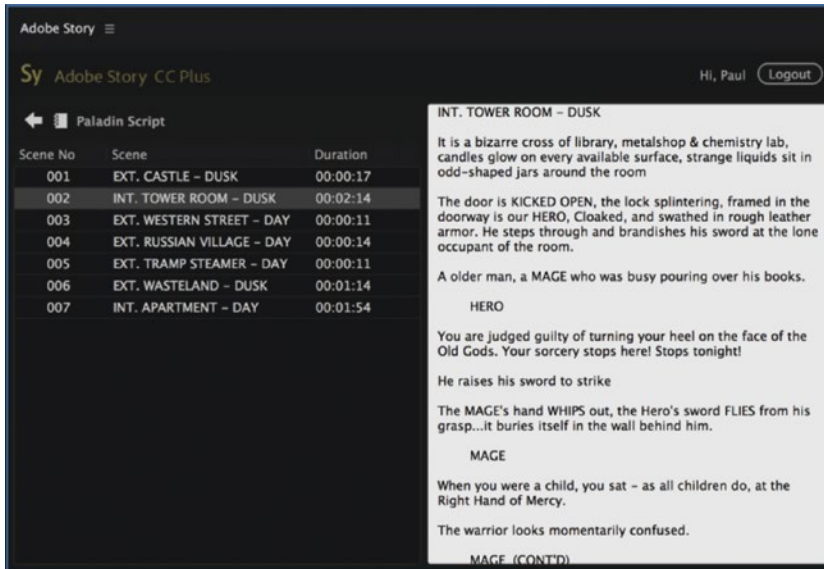 Adobe Story
Sy Adobe Story CC Plus
Hi, Paul Logout
Paladin Script
Scene No Scene Duration
001 EXT. CASTLE – DUSK 00:00:17
002 INT. TOWER ROOM – DUSK 00:02:14
003 EXT. WESTERN STREET – DAY 00:00:11
004 EXT. RUSSIAN VILLAGE – DAY 00:00:14
005 EXT. TRAMP STEAMER – DAY 00:00:11
006 EXT. WASTELAND – DUSK 00:01:14
007 INT. APARTMENT – DAY 00:01:54
INT. TOWER ROOM – DUSK
It is a bizarre cross of library, metalshop & chemistry lab,
candles glow on every available surface, strange liquids sit in
odd-shaped jars around the room
The door is KICKED OPEN, the lock splintering, framed in the
doorway is our HERO, Cloaked, and swathed in rough leather
armor. He steps through and brandishes his sword at the lone
occupant of the room.
A older man, a MAGE who was busy pouring over his books.
HERO
You are judged guilty of turning your heel on the face of the
Old Gods. Your sorcery stops here! Stops tonight!
He raises his sword to strike
The MAGE's hand WHIPS out, the Hero's sword FLIES from his
grasp...it buries itself in the wall behind him.
MAGE
When you were a child, you sat – as all children do, at the
Right Hand of Mercy.
The warrior looks momentarily confused.
MAGE (CONT'D)